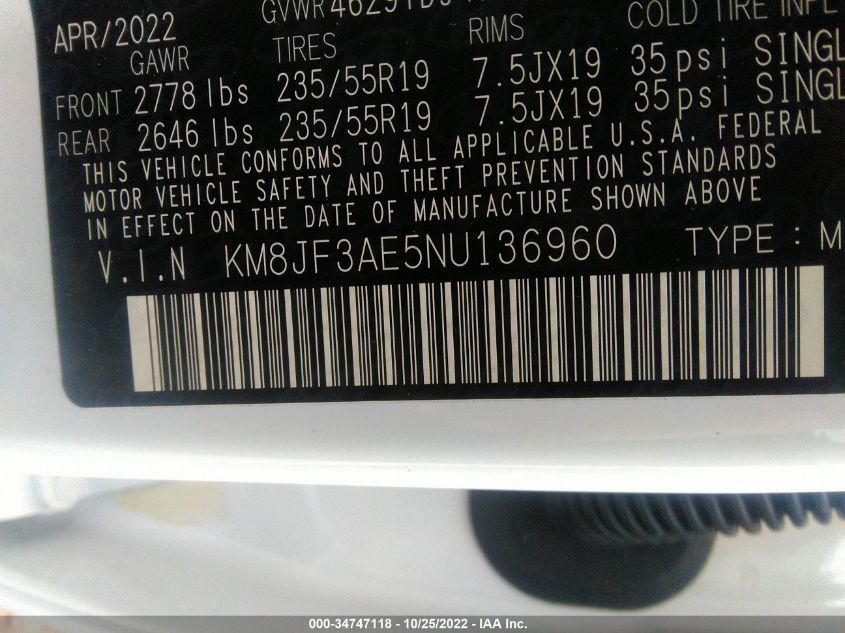 APR/2022 GVWR 4629 lbs
GAWR TIRES RIMS COLD TIRE INFL
FRONT 2778 lbs 235/55R19 7.5JX19 35psi SINGL
REAR 2646 lbs 235/55R19 7.5JX19 35psi SINGL
THIS VEHICLE CONFORMS TO ALL APPLICABLE U.S.A. FEDERAL
MOTOR VEHICLE SAFETY AND THEFT PREVENTION STANDARDS
IN EFFECT ON THE DATE OF MANUFACTURE SHOWN ABOVE
V.I.N KM8JF3AE5NU136960 TYPE : M
000-34747118 - 10/25/2022 - IAA Inc.